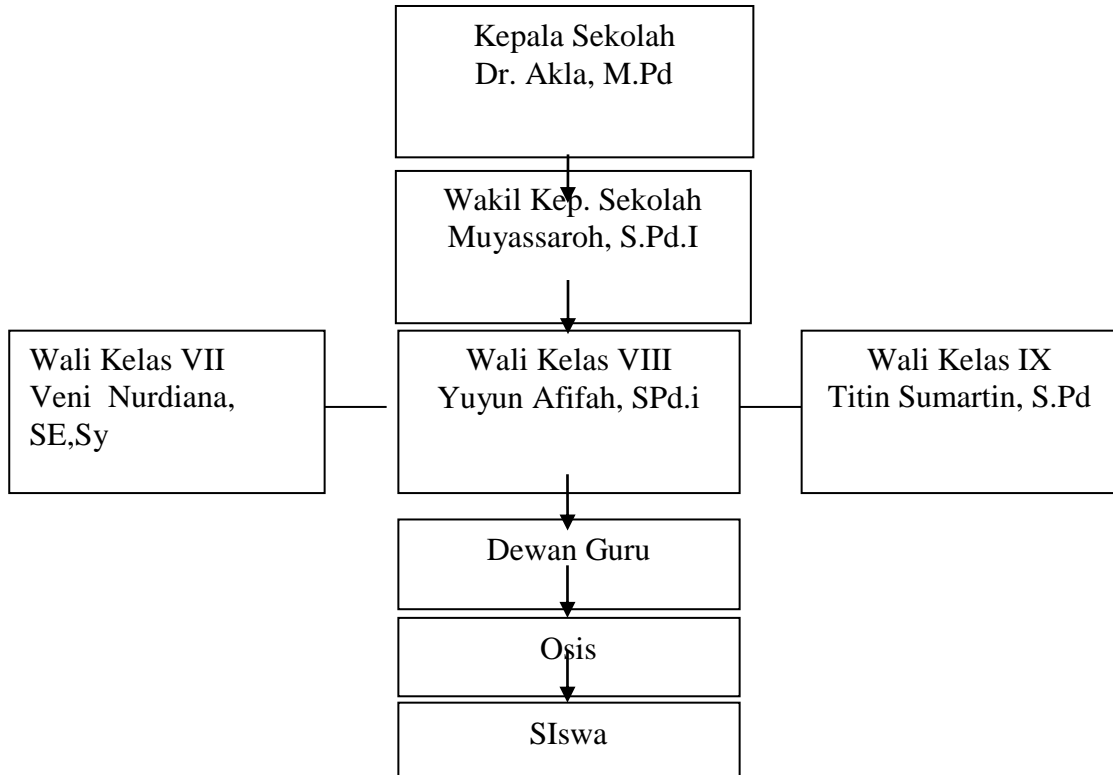 Kepala Sekolah
Dr. Akla, M.Pd
Wakil Kep. Sekolah
Muyassaroh, S.Pd.I
Wali Kelas VII
Veni Nurdiana,
SE,Sy
Wali Kelas VIII
Yuyun Afifah, SPd.i
Wali Kelas IX
Titin Sumartin, S.Pd
Dewan Guru
Osis
SIswa